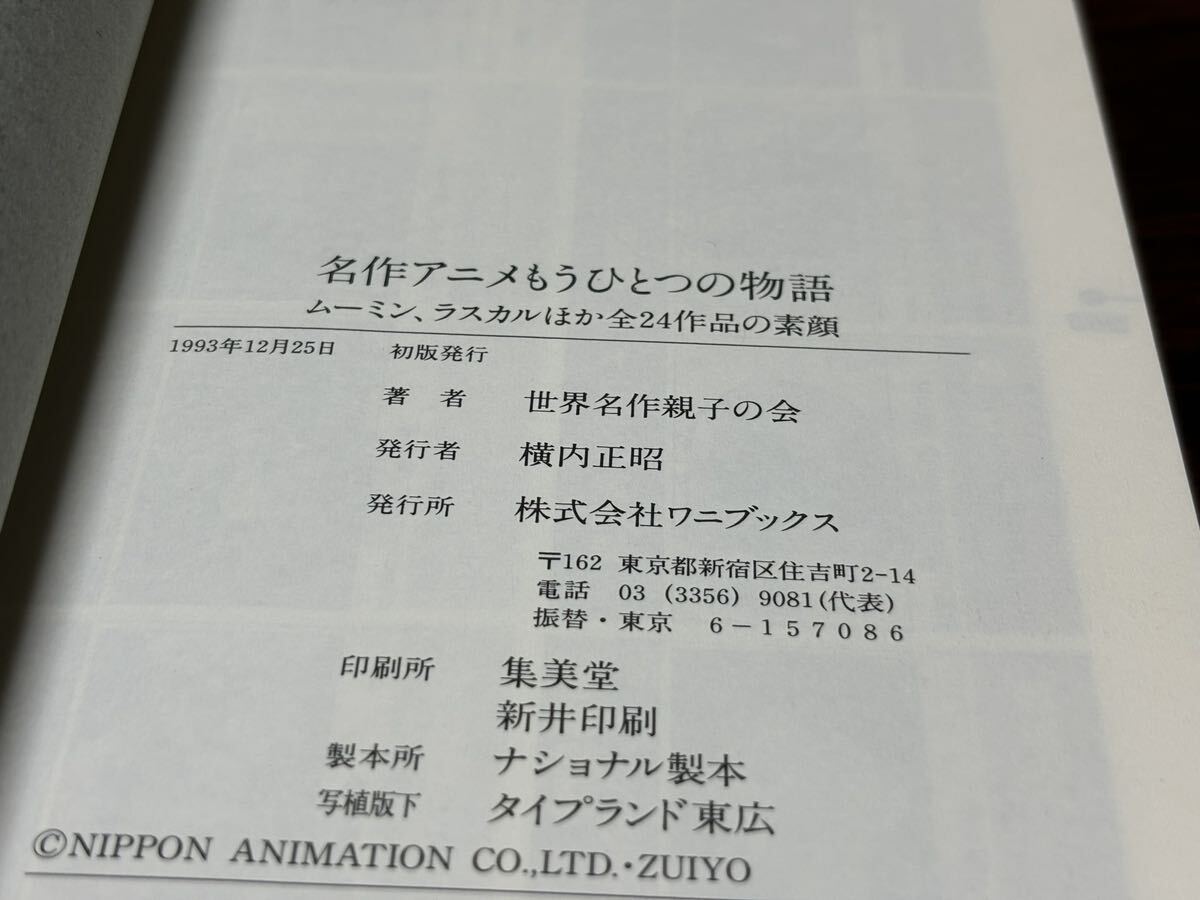 名作アニメもうひとつの物語
ムーミン、ラスカルほか全24作品の素顔
1993年12月25日 初版発行
著 者 世界名作親子の会
発行者 横内正昭
発行所 株式会社ワニブックス
〒162 東京都新宿区住吉町2-14
電話 03 (3356) 9081(代表)
振替・東京 6-157086
印刷所 集美堂
新井印刷
製本所 ナショナル製本
写植版下 タイプランド東広
©NIPPON ANIMATION CO.,LTD.・ZUIYO